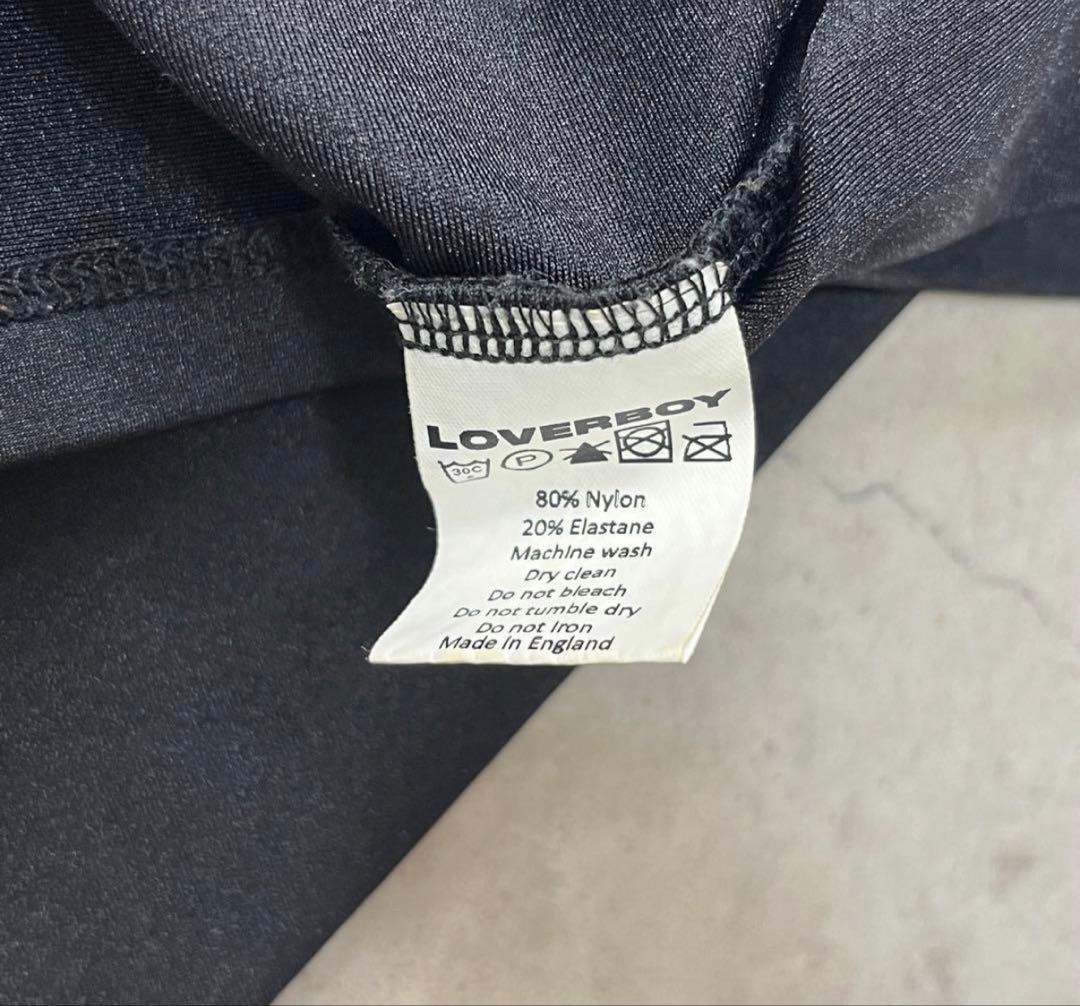 LOVERBOY
30C P
80% Nylon
20% Elastane
Machine wash
Dry clean
Do not bleach
Do not tumble dry
Do not Iron
Made In England